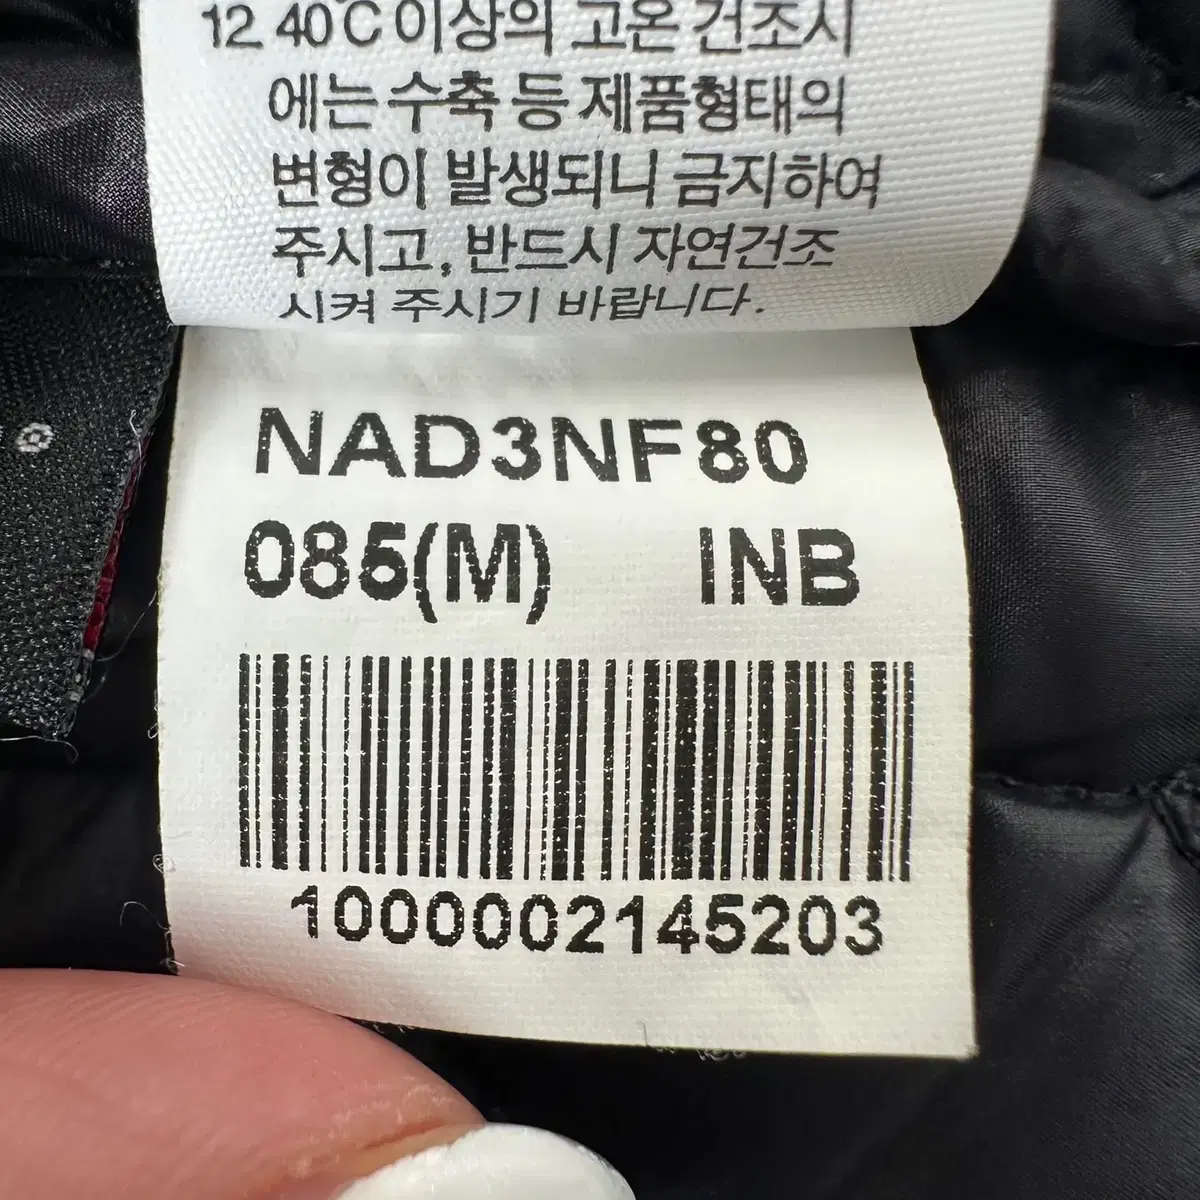 12 40℃이상의 고온 건조시
에는 수축 등 제품형태의
변형이 발생되니 금지하여
주시고, 반드시 자연건조
시켜 주시기 바랍니다.
NAD3NF80
085(M) INB
1000002145203